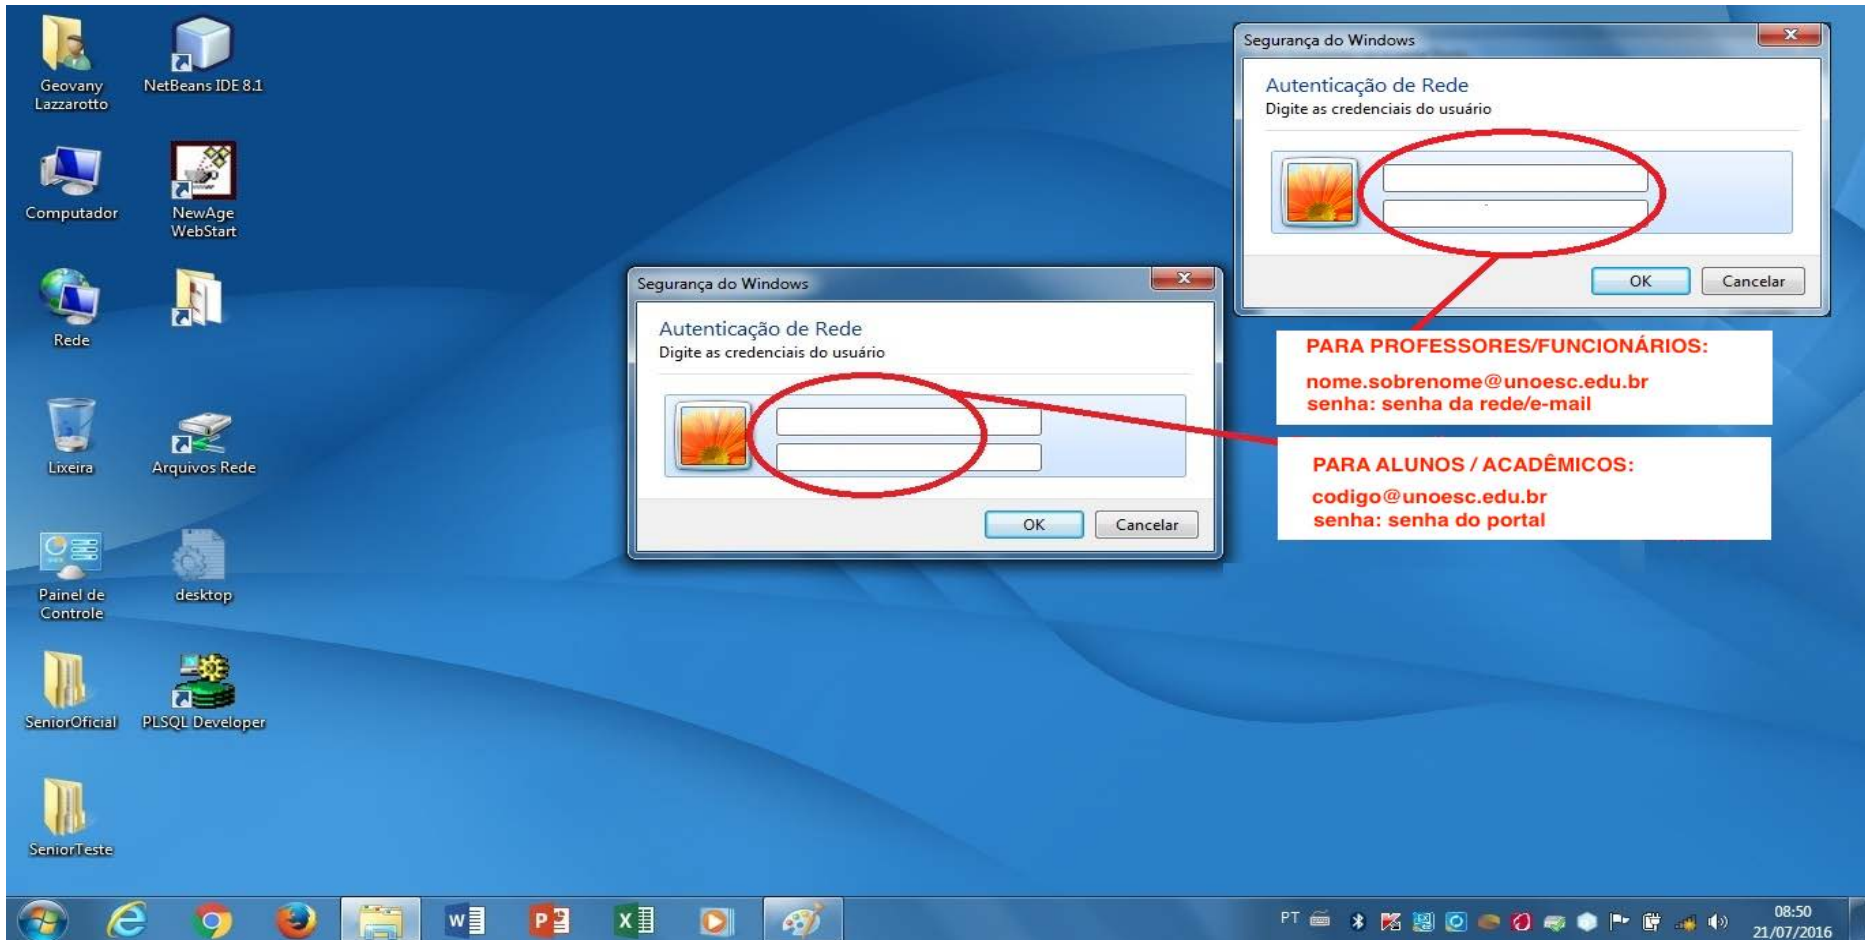 Geovany
Lazzarotto
NetBeans IDE 8.1
Computador
NewAge
WebStart
Rede
Lixeira
Arquivos Rede
Painel de
Controle
desktop
SeniorOficial
PLSQL Developer
SeniorTeste
Segurança do Windows
Autenticação de Rede
Digite as credenciais do usuário
OK
Cancelar
Segurança do Windows
Autenticação de Rede
Digite as credenciais do usuário
OK
Cancelar
PARA PROFESSORES/FUNCIONÁRIOS:
nome.sobrenome@unoesc.edu.br
senha: senha da rede/e-mail
PARA ALUNOS / ACADÊMICOS:
codigo@unoesc.edu.br
senha: senha do portal
PT
08:50
21/07/2016